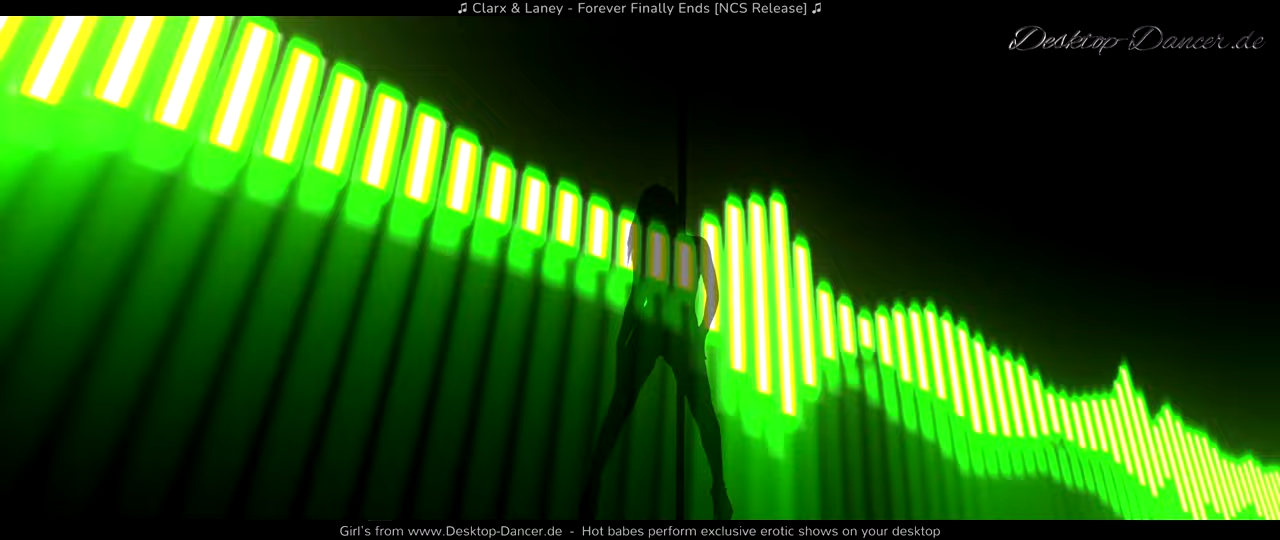 ♫ Clarx & Laney - Forever Finally Ends [NCS Release] ♫
Desktop-Dancer.de
Girl's from www.Desktop-Dancer.de - Hot babes perform exclusive erotic shows on your desktop